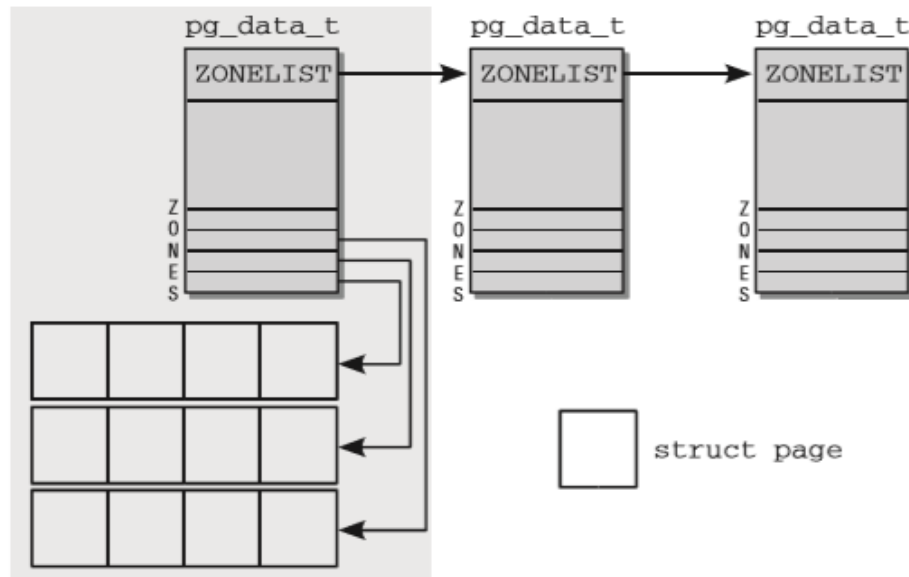 pg_data_t
pg_data_t
pg_data_t
ZONELIST
ZONELIST
ZONELIST
ZONES
ZONES
ZONES
struct page